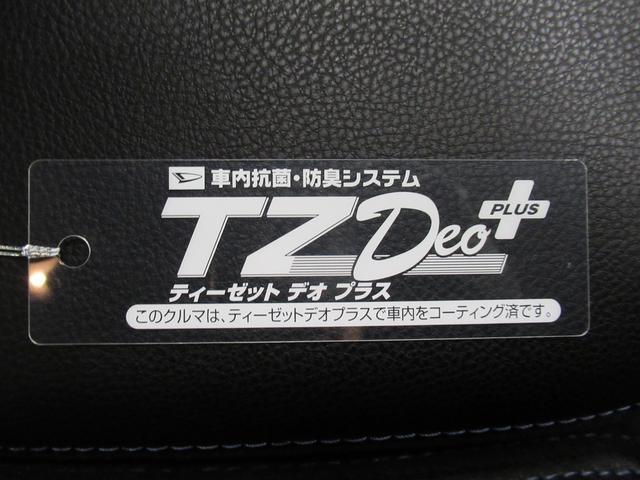 車内抗菌・防臭システム
TZDeo PLUS
ティーゼット デオ プラス
このクルマは、ティーゼットデオプラスで車内をコーティング済です。